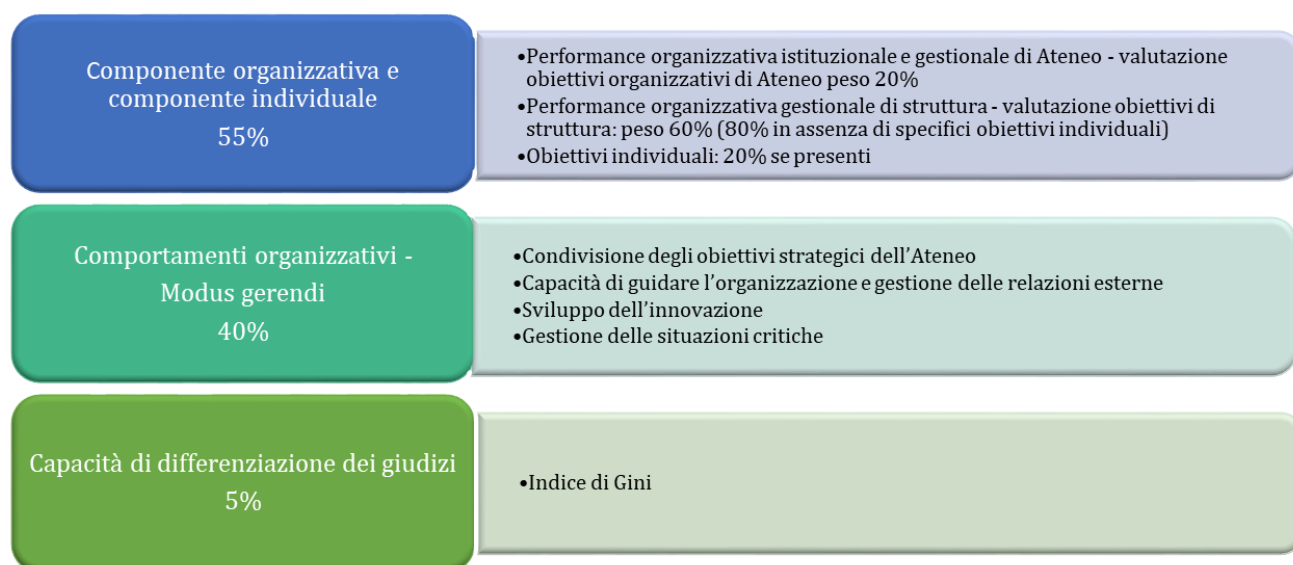 Componente organizzativa e
componente individuale
55%
•Performance organizzativa istituzionale e gestionale di Ateneo - valutazione
obiettivi organizzativi di Ateneo peso 20%
•Performance organizzativa gestionale di struttura - valutazione obiettivi di
struttura: peso 60% (80% in assenza di specifici obiettivi individuali)
•Obiettivi individuali: 20% se presenti
Comportamenti organizzativi -
Modus gerendi
40%
•Condivisione degli obiettivi strategici dell’Ateneo
•Capacità di guidare l’organizzazione e gestione delle relazioni esterne
•Sviluppo dell’innovazione
•Gestione delle situazioni critiche
Capacità di differenziazione dei giudizi
5%
•Indice di Gini